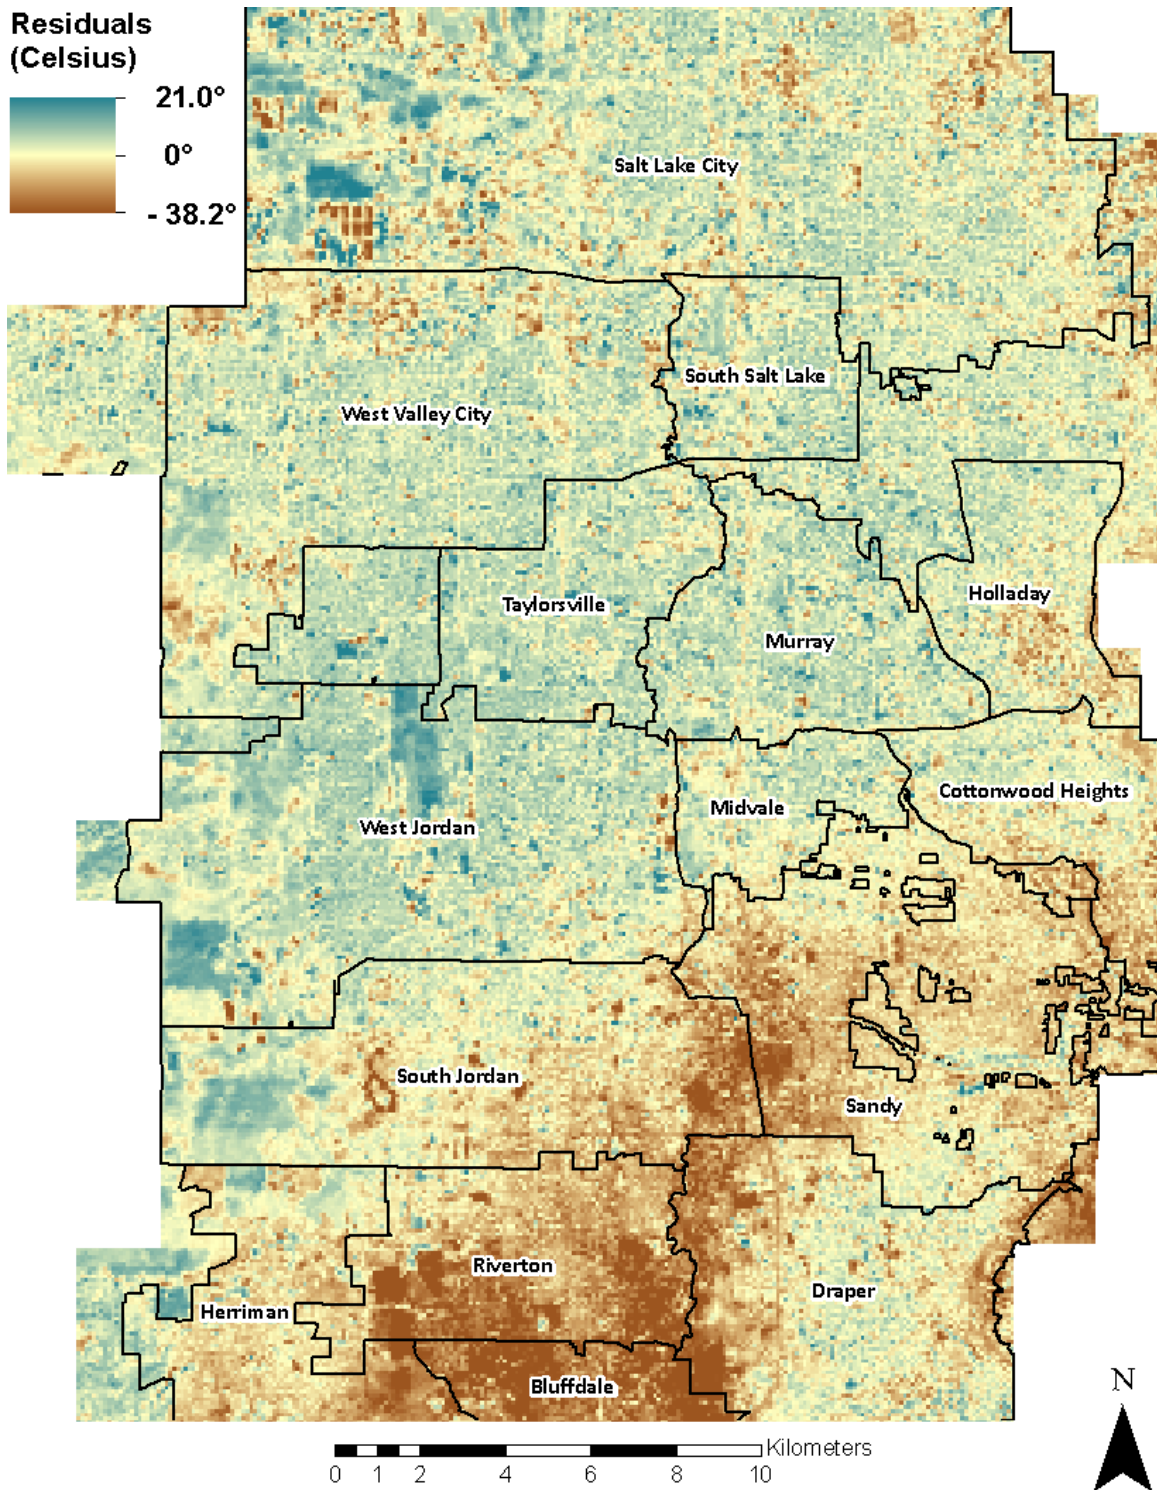 Residuals
(Celsius)
21.0°
0°
- 38.2°
Salt Lake City
South Salt Lake
West Valley City
Holladay
Taylorsville
Murray
Cottonwood Heights
Midvale
West Jordan
South Jordan
Sandy
Riverton
Draper
Herriman
Bluffdale
N
Kilometers
0 1 2 4 6 8 10